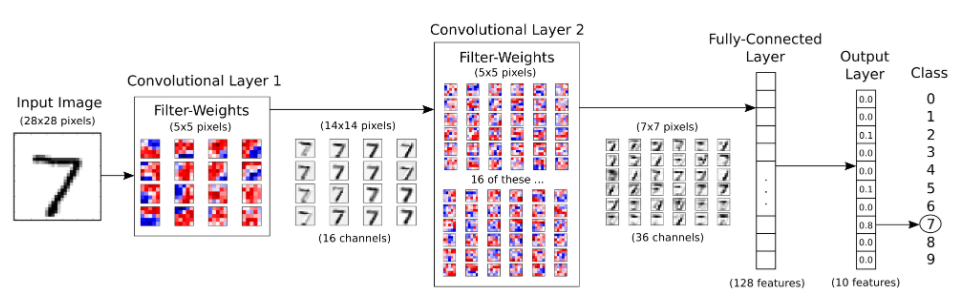 Input Image
(28x28 pixels)
Convolutional Layer 1
Filter-Weights
(5x5 pixels)
(14x14 pixels)
(16 channels)
Convolutional Layer 2
Filter-Weights
(5x5 pixels)
16 of these ...
(7x7 pixels)
(36 channels)
Fully-Connected
Layer
(128 features)
Output
Layer
0.0
0.0
0.1
0.0
0.0
0.1
0.0
0.8
0.0
0.0
(10 features)
Class
0
1
2
3
4
5
6
7
8
9